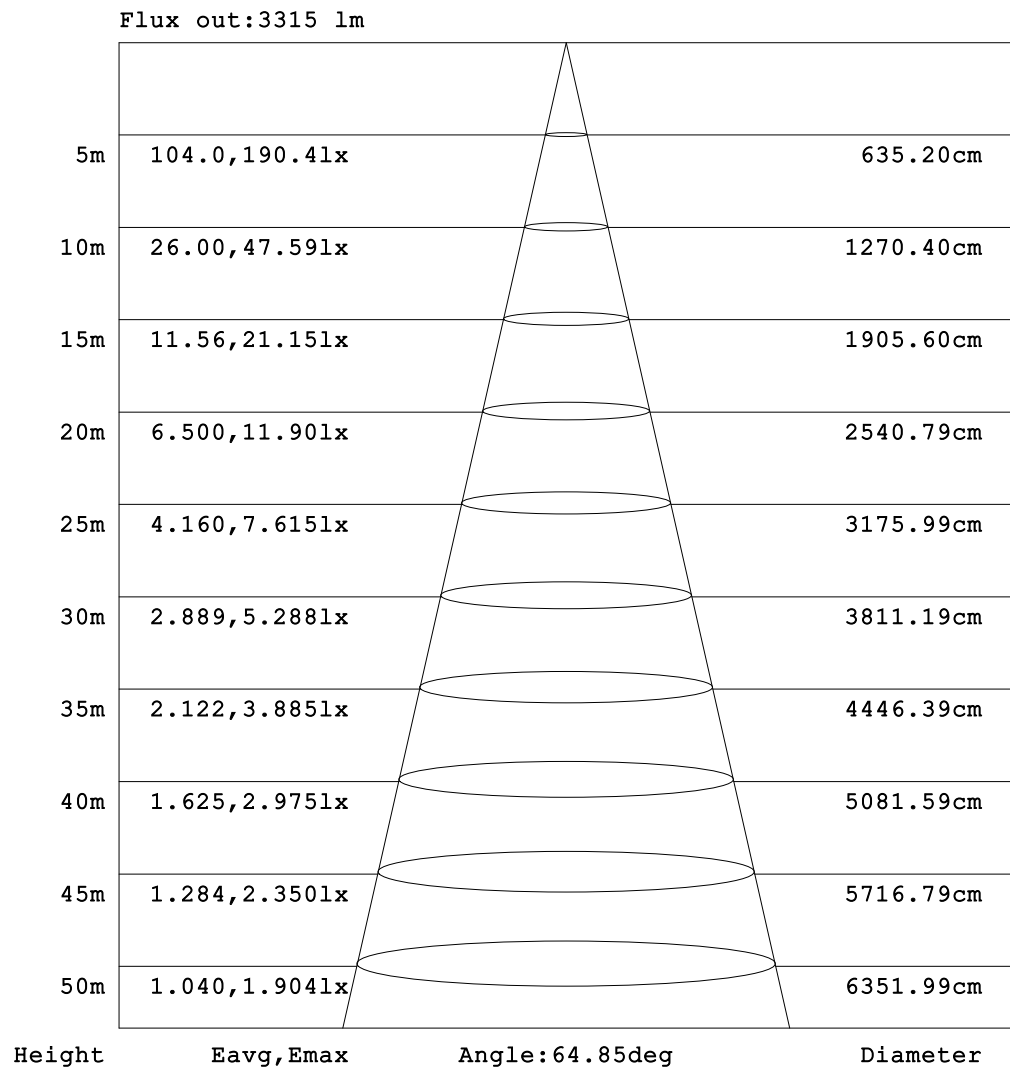 Flux out:3315 lm
5m 104.0,190.4lx 635.20cm
10m 26.00,47.59lx 1270.40cm
15m 11.56,21.15lx 1905.60cm
20m 6.500,11.90lx 2540.79cm
25m 4.160,7.615lx 3175.99cm
30m 2.889,5.288lx 3811.19cm
35m 2.122,3.885lx 4446.39cm
40m 1.625,2.975lx 5081.59cm
45m 1.284,2.350lx 5716.79cm
50m 1.040,1.904lx 6351.99cm
Height Eavg,Emax Angle:64.85deg Diameter